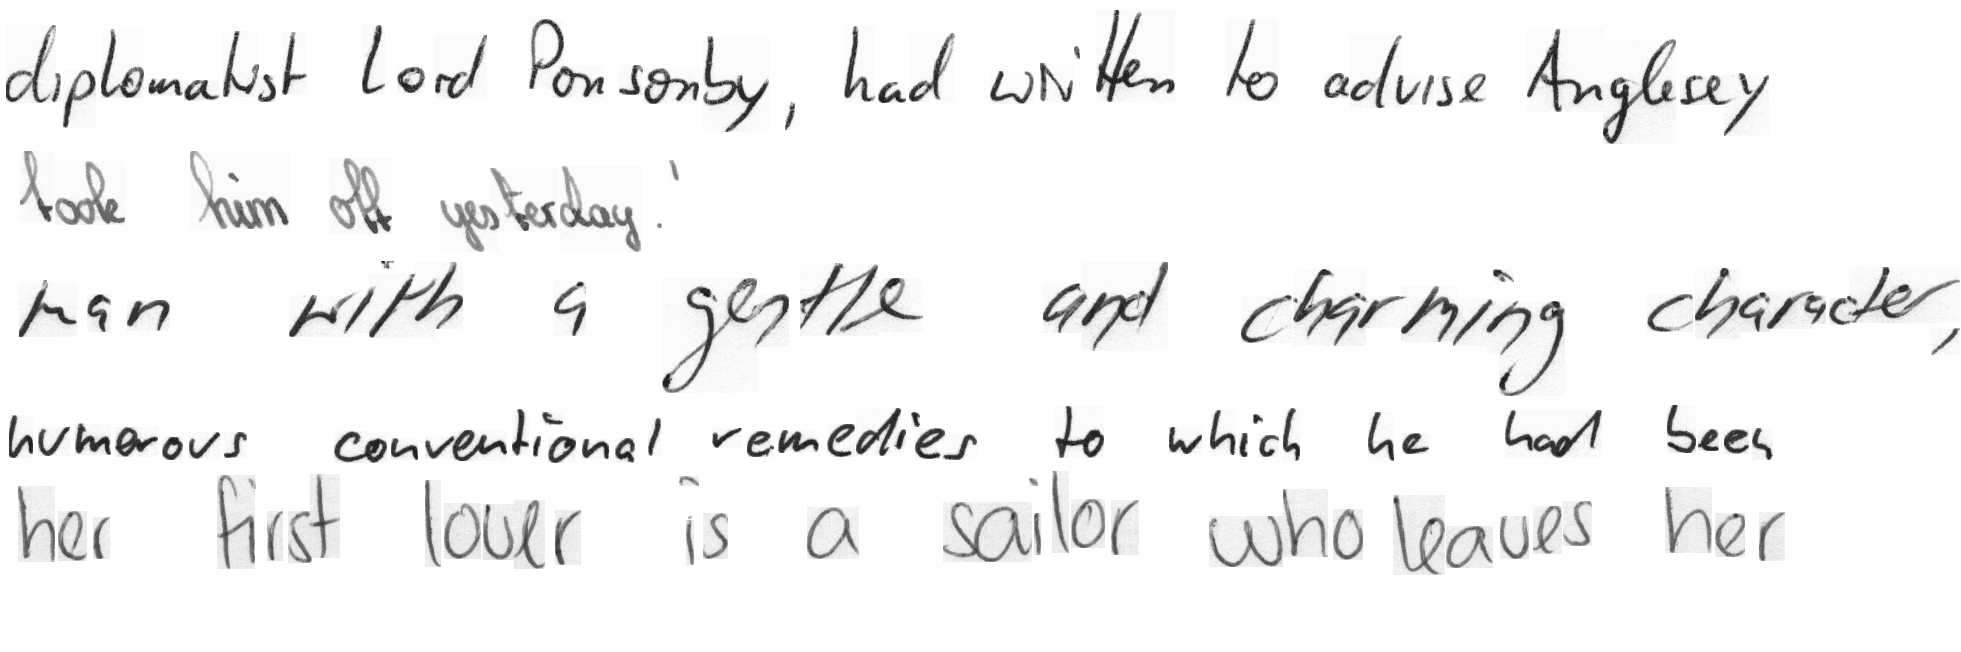 diplomatist Lord Ponsonby, had written to advise Anglesey
took him off yesterday.'
man with a gentle and charming character,
humorous conventional remedies to which he had been
her first lover is a sailor who leaves her